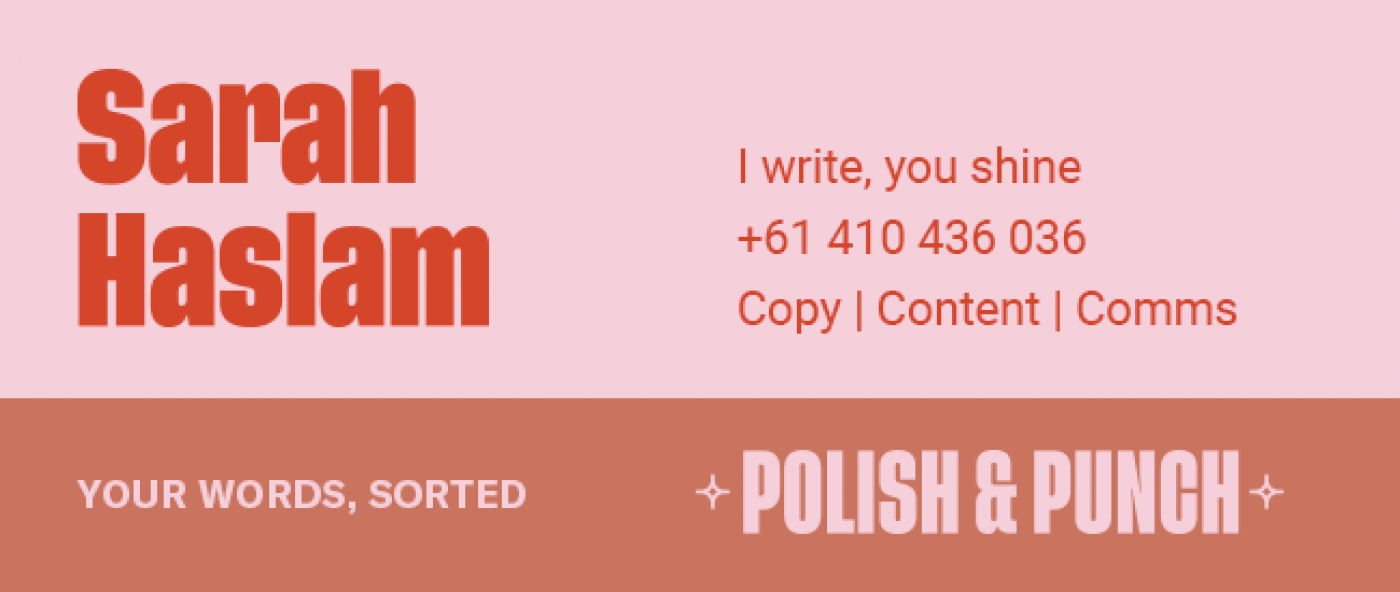 Sarah
Haslam
I write, you shine
+61 410 436 036
Copy | Content | Comms
YOUR WORDS, SORTED
POLISH & PUNCH